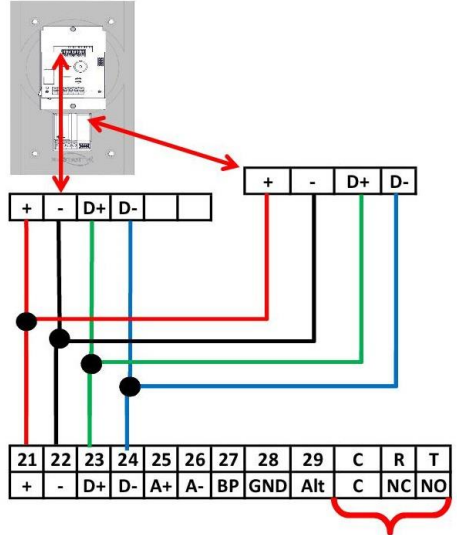 + - D+ D-
+ - D+ D-
21 22 23 24 25 26 27 28 29 C R T
+ - D+ D- A+ A- BP GND Alt C NC NO